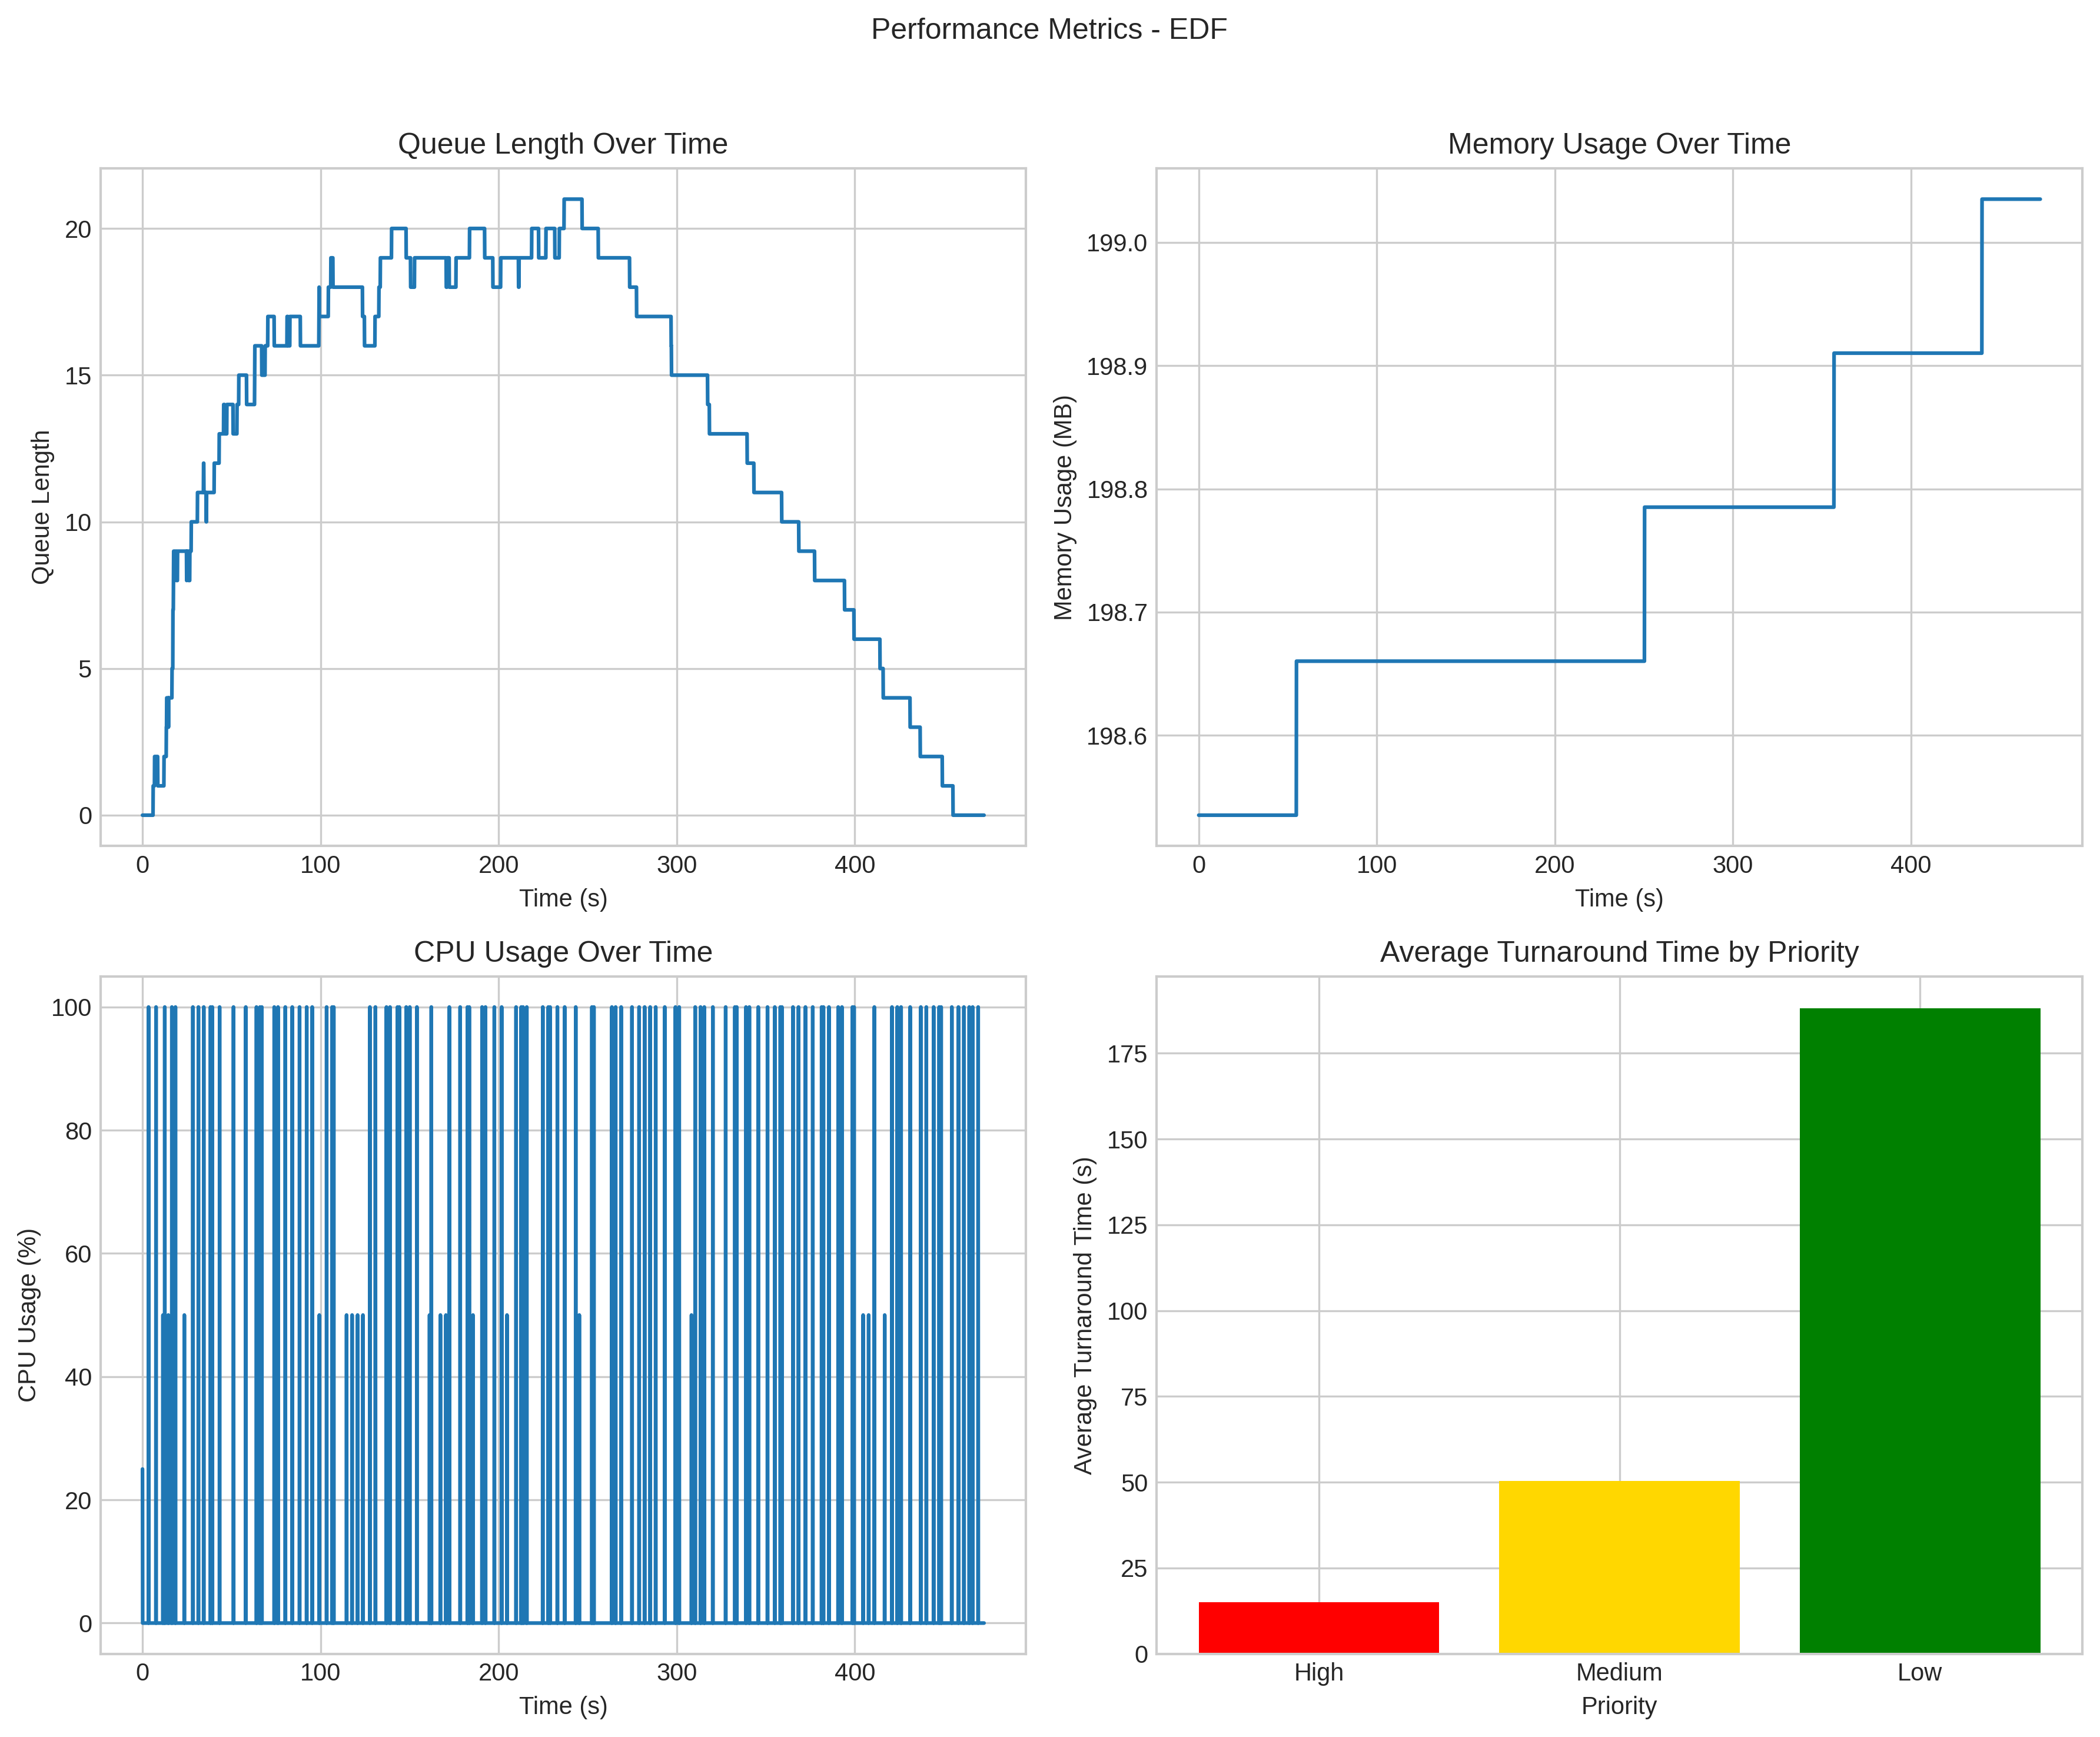 Performance Metrics - EDF
Queue Length Over Time
20
15
10
5
0
Queue Length
0 100 200 300 400
Time (s)
Memory Usage Over Time
199.0
198.9
198.8
198.7
198.6
Memory Usage (MB)
0 100 200 300 400
Time (s)
CPU Usage Over Time
100
80
60
40
20
0
CPU Usage (%)
0 100 200 300 400
Time (s)
Average Turnaround Time by Priority
175
150
125
100
75
50
25
0
Average Turnaround Time (s)
High Medium Low
Priority